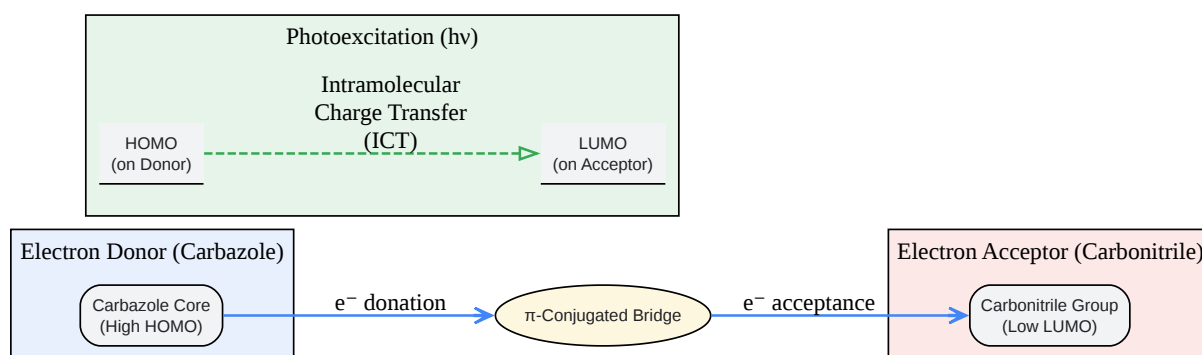 Photoexcitation (hν)
Intramolecular
Charge Transfer
(ICT)
HOMO
(on Donor)
LUMO
(on Acceptor)
Electron Donor (Carbazole)
Electron Acceptor (Carbonitrile)
Carbazole Core
(High HOMO)
e⁻ donation
π-Conjugated Bridge
e⁻ acceptance
Carbonitrile Group
(Low LUMO)